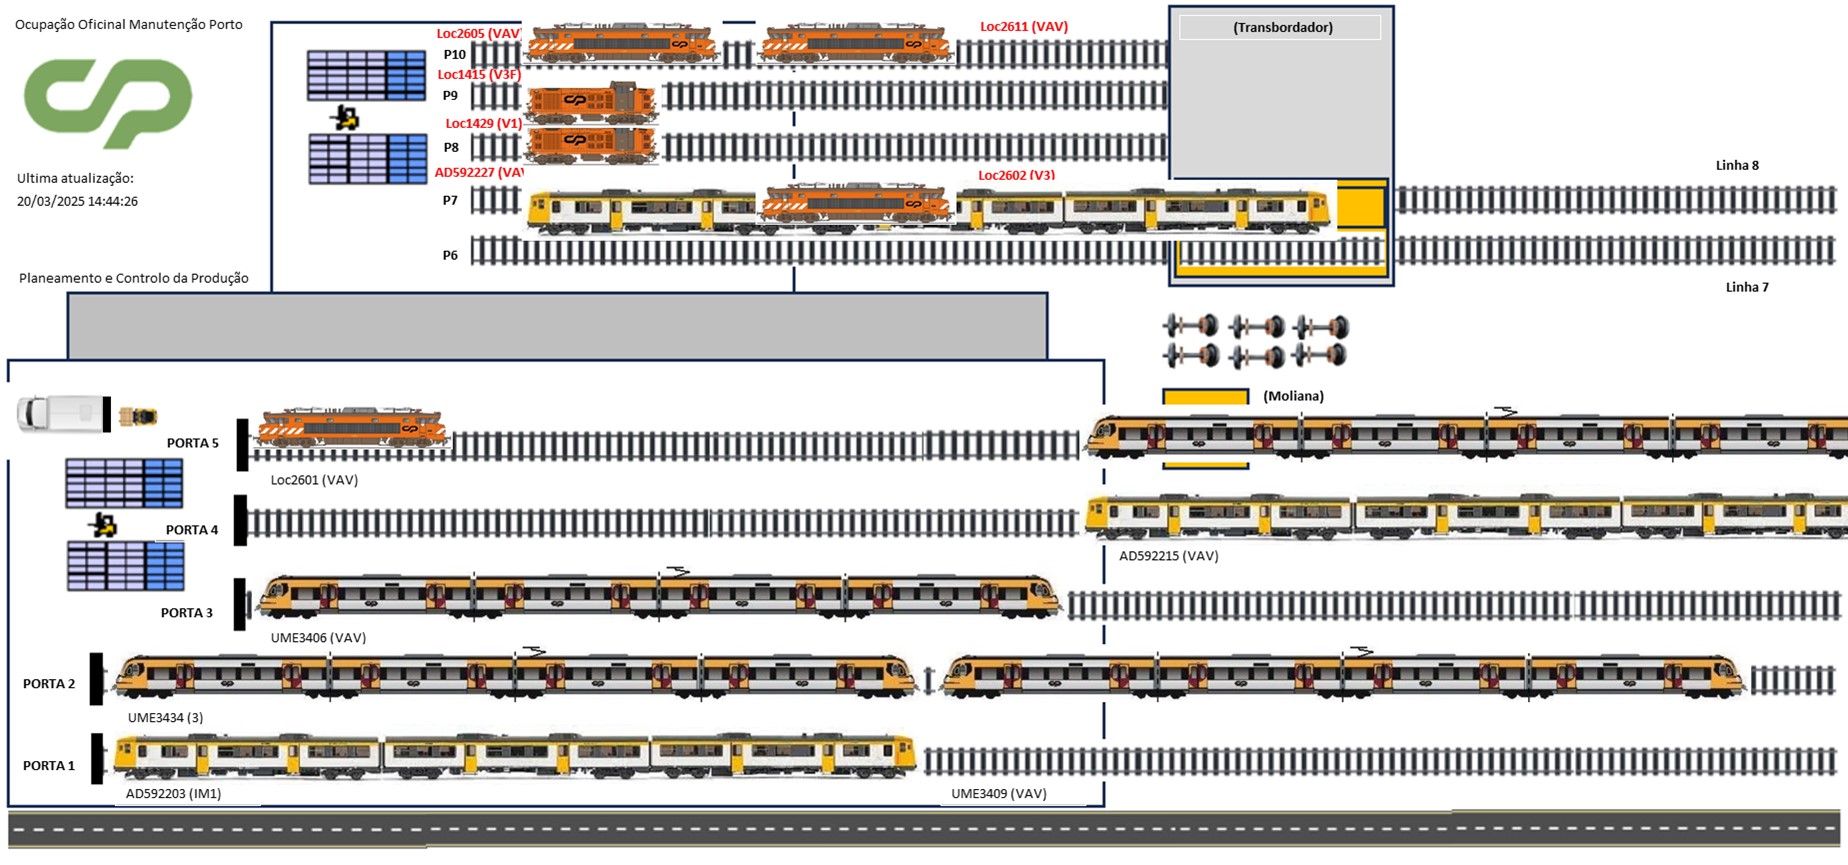 Ocupação Oficinal Manutenção Porto
Ultima atualização:
20/03/2025 14:44:26
Planeamento e Controlo da Produção
Loc2605 (VAV)
Loc2611 (VAV)
P10
Loc1415 (V3F)
P9
Loc1429 (V1)
P8
AD592227 (VAV
Loc2602 (V3)
P7
P6
(Transbordador)
Linha 8
Linha 7
(Moliana)
PORTA 5
Loc2601 (VAV)
PORTA 4
AD592215 (VAV)
PORTA 3
UME3406 (VAV)
PORTA 2
UME3434 (3)
PORTA 1
AD592203 (IM1)
UME3409 (VAV)